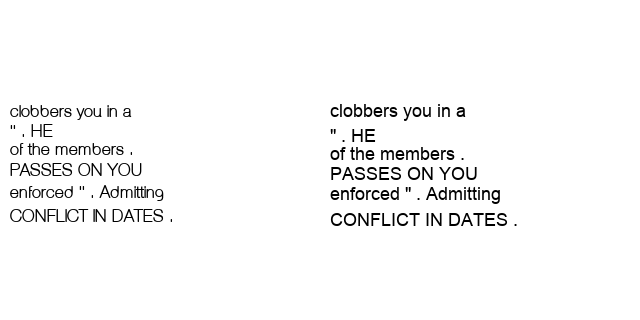 clobbers you in a
" . HE
of the members .
PASSES ON YOU
enforced " . Admitting
CONFLICT IN DATES .
clobbers you in a
" . HE
of the members .
PASSES ON YOU
enforced " . Admitting
CONFLICT IN DATES .